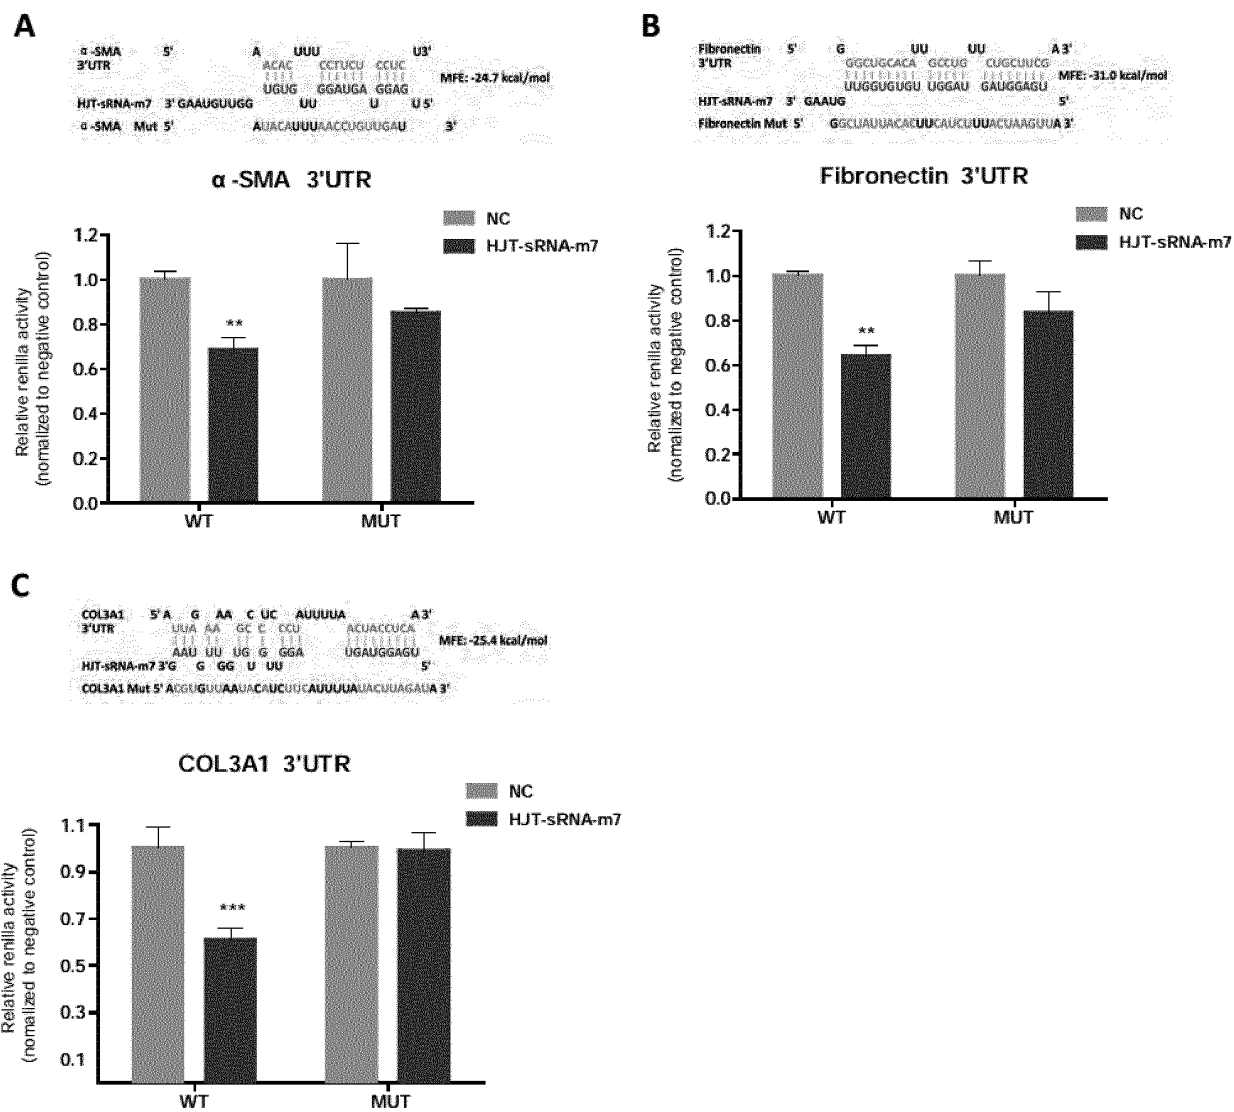 A
α-SMA 5' A UUU U3'
3'UTR ACAC CCTUCU CCUC
UGUG GGAUGA GGAG
MFE: -24.7 kcal/mol
HJT-sRNA-m7 3' GAAUGUUGG UU U U 5'
α-SMA Mut 5' AUACAUUUAACCUGUUGAU 3'
α-SMA 3'UTR
NC
HJT-sRNA-m7
Relative renilla activity
(nomalized to negative control)
1.2
1.0
0.8
0.6
0.4
0.2
0.0
**
WT MUT
B
Fibronectin 5' G UU UU A 3'
3'UTR GGCUGCACA GCCUG CUGCUUCG
UUGGUGUGU UGGAU GAUGGAGU
MFE: -31.0 kcal/mol
HJT-sRNA-m7 3' GAAUG 5'
Fibronectin Mut 5' GGCUAUUACACUUCAUCUUUACUAAGUUA 3'
Fibronectin 3'UTR
NC
HJT-sRNA-m7
Relative renilla activity
(nomalized to negative control)
1.2
1.0
0.8
0.6
0.4
0.2
0.0
**
WT MUT
C
COL3A1 5' A G AA C UC AUUUUA A 3'
3'UTR UUA AA GC C CCU ACUACCUCA
AAU UU UG G GGA UGAUGGAGU
MFE: -25.4 kcal/mol
HJT-sRNA-m7 3'G G GG U UU 5'
COL3A1 Mut 5' ACGUGUUAAUACAUCUUCAUUUUAUACUUAGAUA 3'
COL3A1 3'UTR
NC
HJT-sRNA-m7
Relative renilla activity
(nomalized to negative control)
1.1
0.9
0.7
0.5
0.3
0.1
***
WT MUT